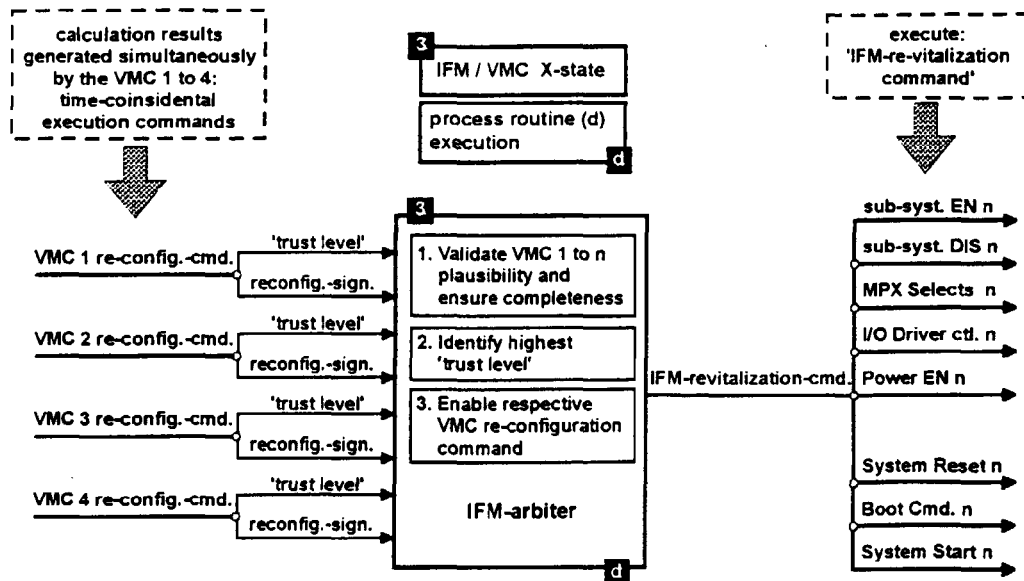 calculation results
generated simultaneously
by the VMC 1 to 4:
time-coinsidental
execution commands
3
IFM / VMC X-state
process routine (d)
execution
d
execute:
'IFM-re-vitalization
command'
3
VMC 1 re-config.-cmd.
'trust level'
reconfig.-sign.
VMC 2 re-config.-cmd.
'trust level'
reconfig.-sign.
VMC 3 re-config.-cmd.
'trust level'
reconfig.-sign.
VMC 4 re-config.-cmd.
'trust level'
reconfig.-sign.
1. Validate VMC 1 to n
plausibility and
ensure completeness
2. Identify highest
'trust level'
3. Enable respective
VMC re-configuration
command
IFM-arbiter
d
IFM-revitalization-cmd.
sub-syst. EN n
sub-syst. DIS n
MPX Selects n
I/O Driver ctl. n
Power EN n
System Reset n
Boot Cmd. n
System Start n